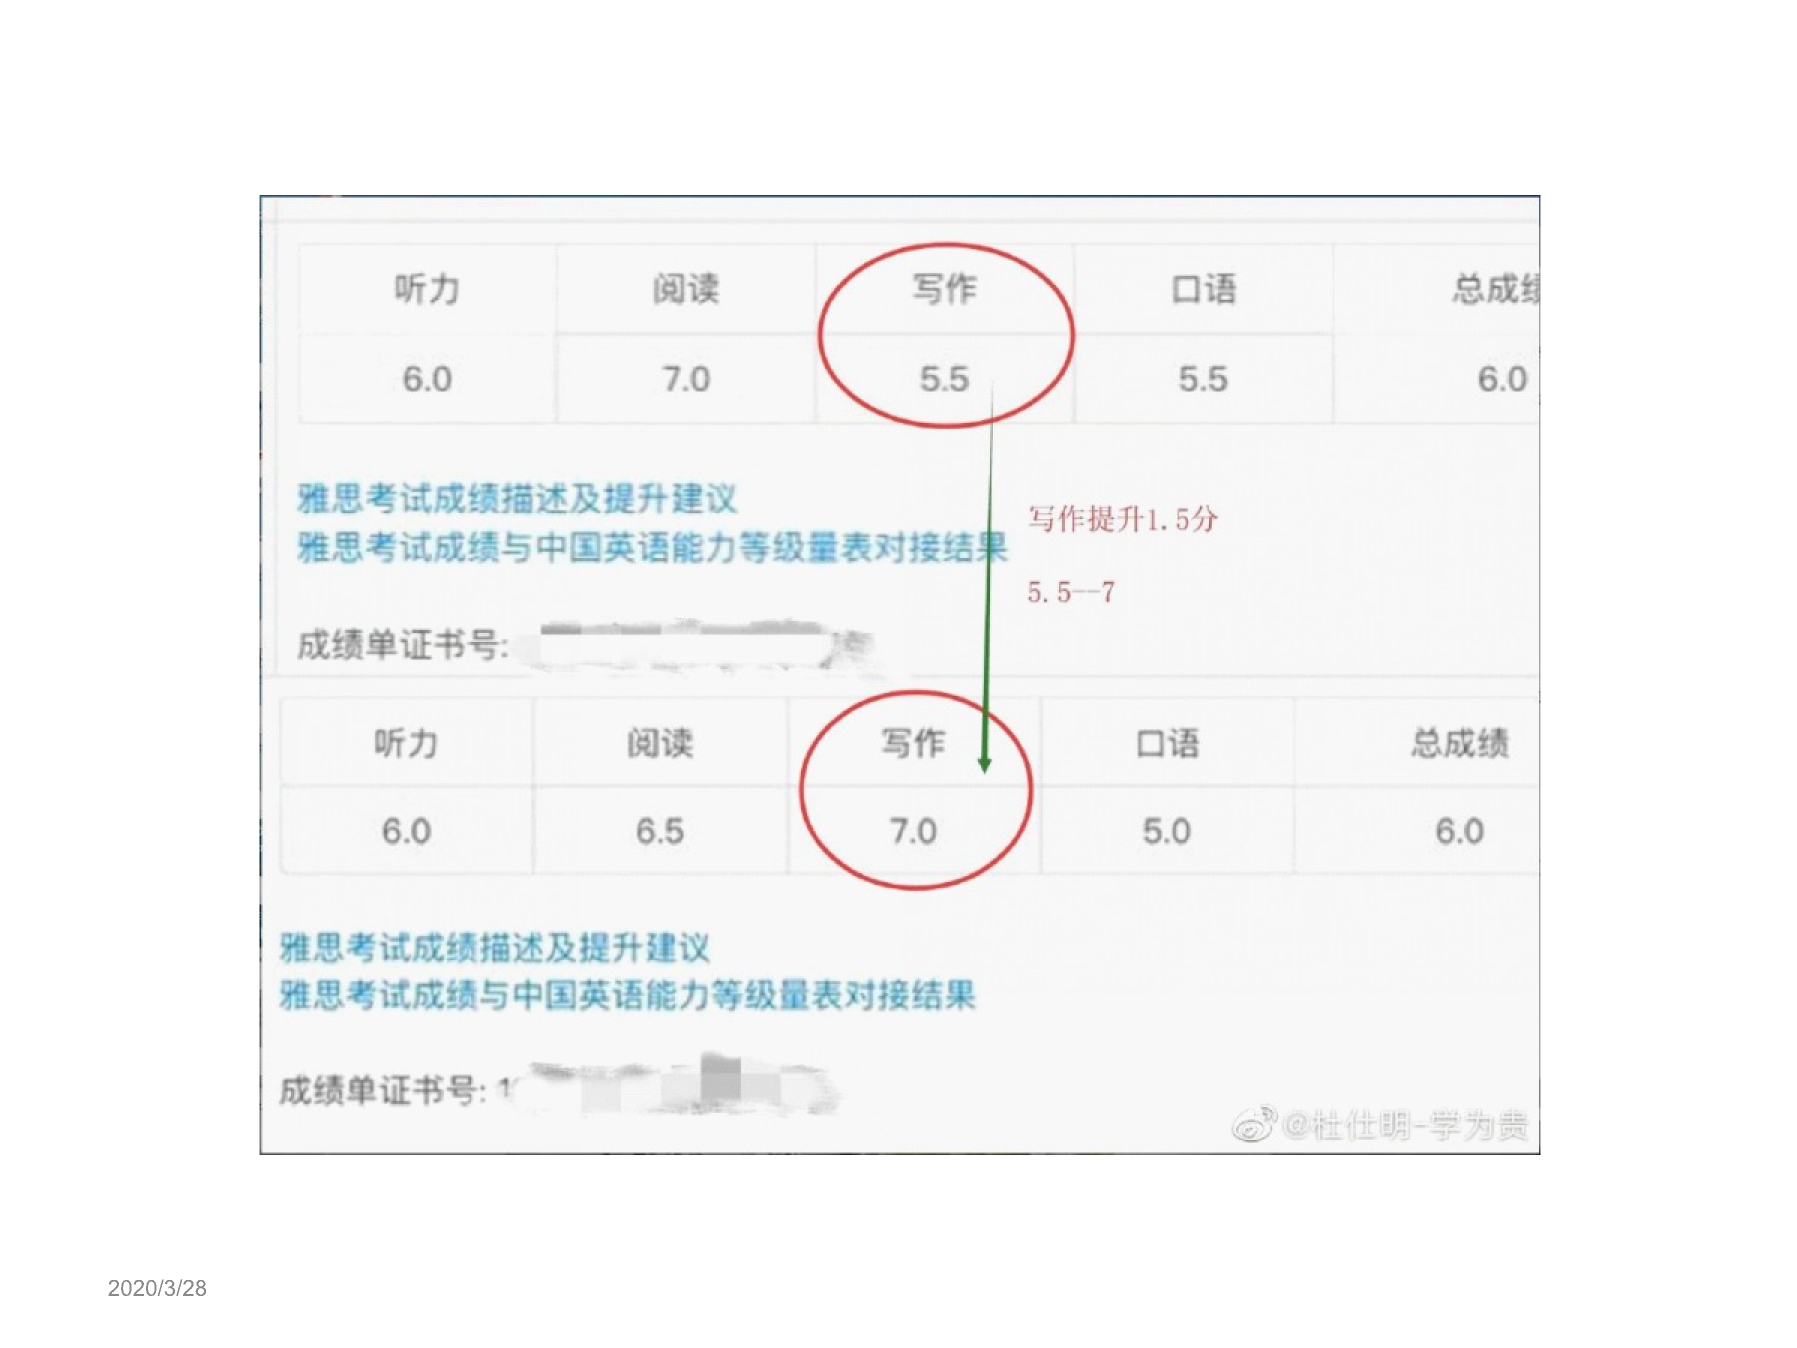 听力 阅读 写作 口语 总成绩
6.0 7.0 5.5 5.5 6.0
雅思考试成绩描述及提升建议
雅思考试成绩与中国英语能力等级量表对接结果
写作提升1.5分
5.5--7
成绩单证书号:
听力 阅读 写作 口语 总成绩
6.0 6.5 7.0 5.0 6.0
雅思考试成绩描述及提升建议
雅思考试成绩与中国英语能力等级量表对接结果
成绩单证书号: 1
@杜仕明-学为贵
2020/3/28